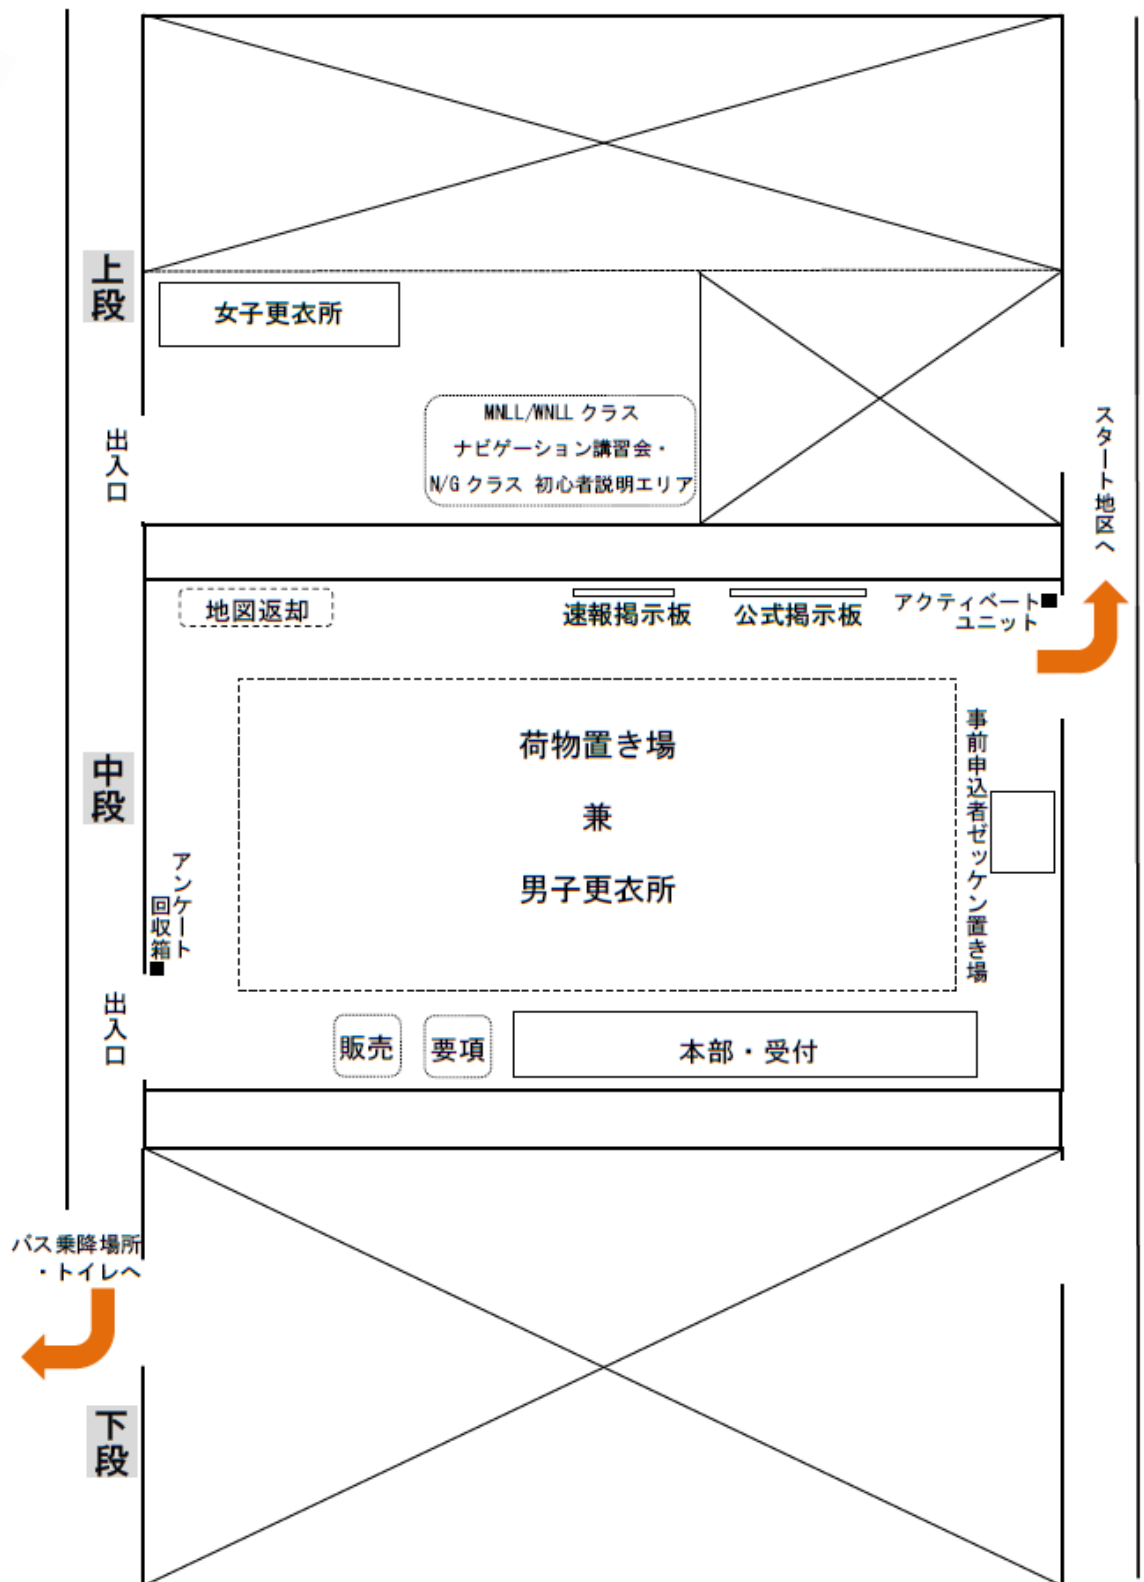 上段
女子更衣所
MNLL/WNLL クラス
ナビゲーション講習会・
N/G クラス 初心者説明エリア
出入口
スタート地区へ
地図返却
速報掲示板
公式掲示板
アクティベート■
ユニット
荷物置き場
兼
男子更衣所
事前申込者ゼッケン置き場
中段
アンケート
回収箱■
出入口
販売
要項
本部・受付
バス乗降場所
・トイレへ
下段